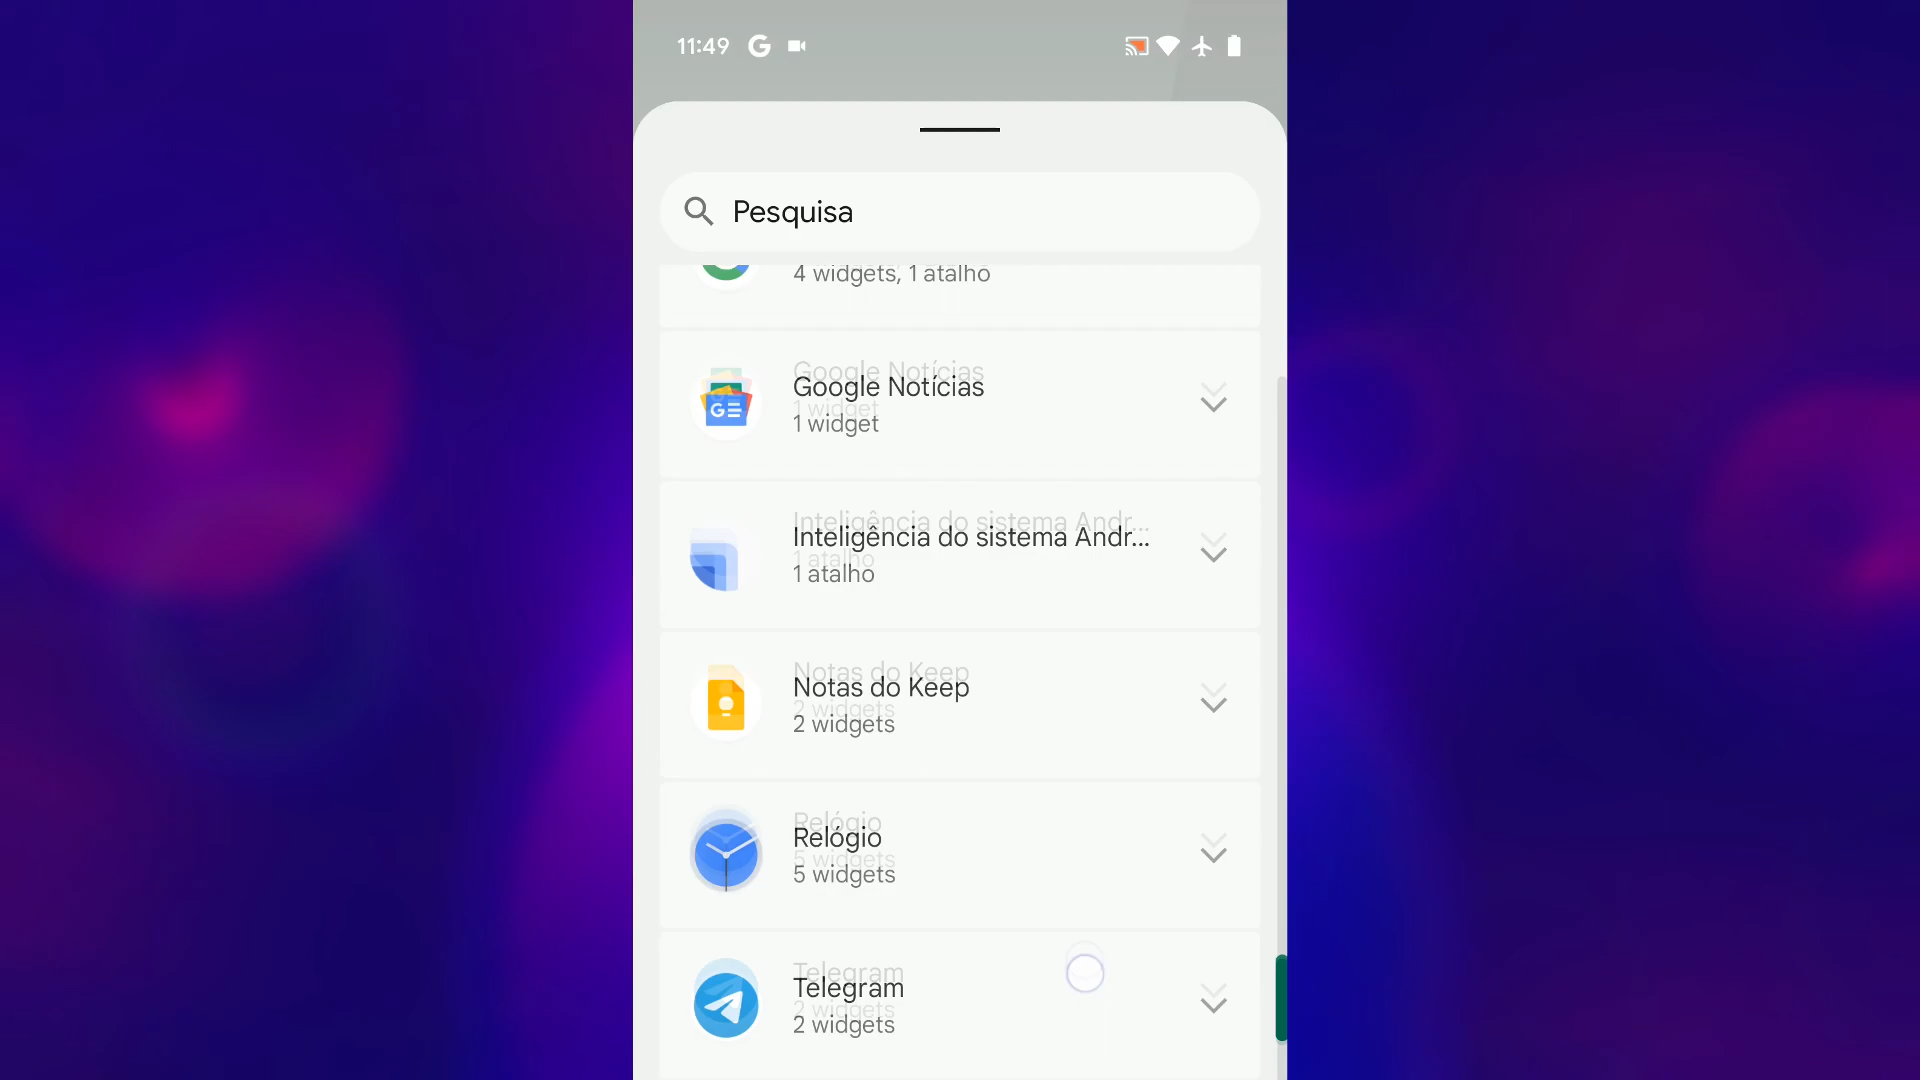 11:49
Pesquisa
4 widgets, 1 atalho
Google Notícias
1 widget
Inteligência do sistema Andr...
1 atalho
Notas do Keep
2 widgets
Relógio
5 widgets
Telegram
2 widgets